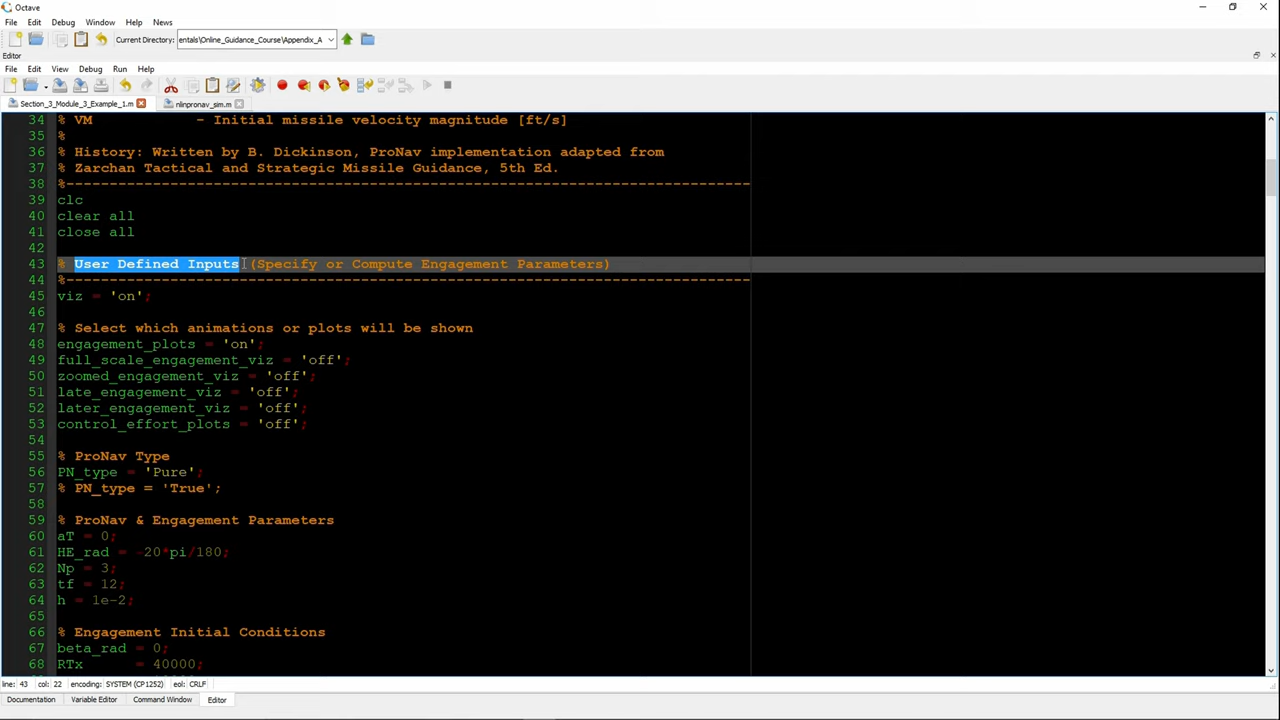 Octave
File Edit Debug Window Help News
Current Directory: entals\Online_Guidance_Course\Appendix_A
Editor
File Edit View Debug Run Help
Section_3_Module_3_Example_1.m nlinpronav_sim.m
34 % VM - Initial missile velocity magnitude [ft/s]
35 %
36 % History: Written by B. Dickinson, ProNav implementation adapted from
37 % Zarchan Tactical and Strategic Missile Guidance, 5th Ed.
38 %--------------------------------------------------------------------------------
39 clc
40 clear all
41 close all
42
43 % User Defined Inputs (Specify or Compute Engagement Parameters)
44 %--------------------------------------------------------------------------------
45 viz = 'on';
46
47 % Select which animations or plots will be shown
48 engagement_plots = 'on';
49 full_scale_engagement_viz = 'off';
50 zoomed_engagement_viz = 'off';
51 late_engagement_viz = 'off';
52 later_engagement_viz = 'off';
53 control_effort_plots = 'off';
54
55 % ProNav Type
56 PN_type = 'Pure';
57 % PN_type = 'True';
58
59 % ProNav & Engagement Parameters
60 aT = 0;
61 HE_rad = -20*pi/180;
62 Np = 3;
63 tf = 12;
64 h = 1e-2;
65
66 % Engagement Initial Conditions
67 beta_rad = 0;
68 RTx = 40000;
line: 43 col: 22 encoding: SYSTEM (CP1252) eol: CRLF
Documentation Variable Editor Command Window Editor